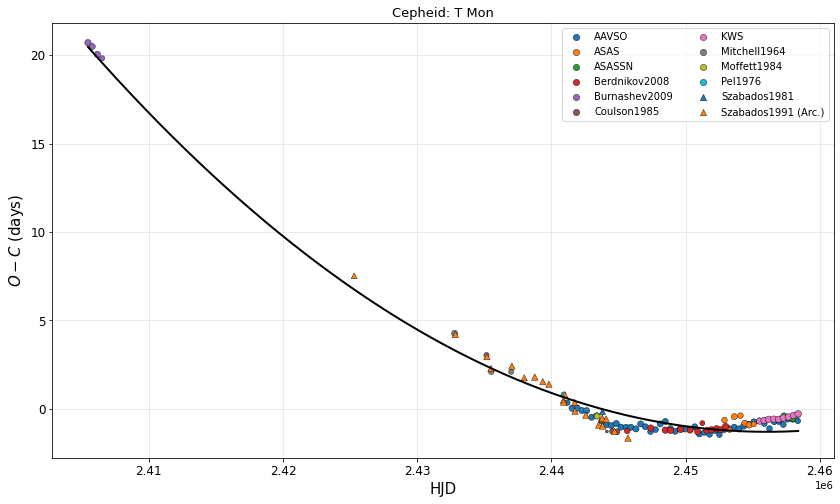 Cepheid: T Mon
AAVSO
ASAS
ASASSN
Berdnikov2008
Burnashev2009
Coulson1985
KWS
Mitchell1964
Moffett1984
Pel1976
Szabados1981
Szabados1991 (Arc.)
20
15
10
5
0
O − C (days)
2.41 2.42 2.43 2.44 2.45 2.46
1e6
HJD